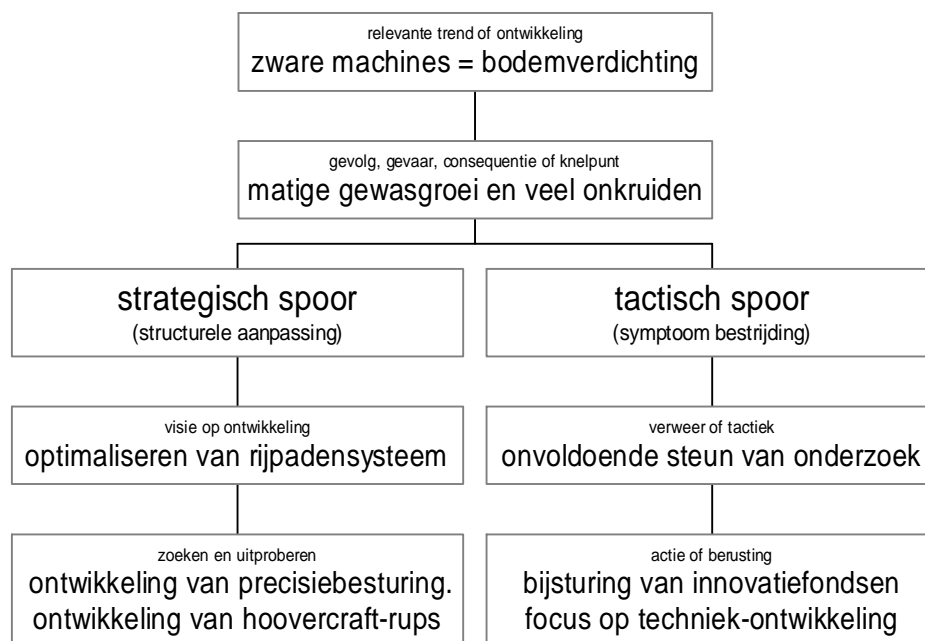 relevante trend of ontwikkeling
zware machines = bodemverdichting
gevolg, gevaar, consequentie of knelpunt
matige gewasgroei en veel onkruiden
strategisch spoor
(structurele aanpassing)
tactisch spoor
(symptoom bestrijding)
visie op ontwikkeling
optimaliseren van rijpadensysteem
verweer of tactiek
onvoldoende steun van onderzoek
zoeken en uitproberen
ontwikkeling van precisiebesturing.
ontwikkeling van hoovercraft-rups
actie of berusting
bijsturing van innovatiefondsen
focus op techniek-ontwikkeling